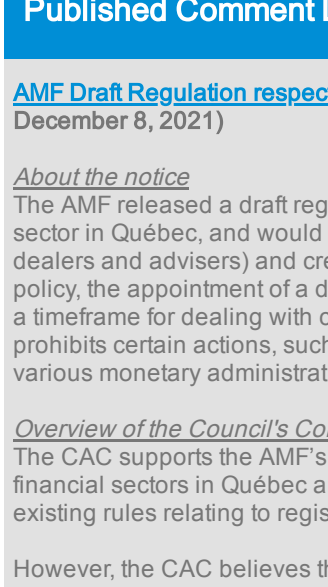 Published Comment
AMF Draft Regulation respec
December 8, 2021)
About the notice
The AMF released a draft reg
sector in Québec, and would
dealers and advisers) and cre
policy, the appointment of a d
a timeframe for dealing with c
prohibits certain actions, such
various monetary administrat
Overview of the Council's Co
The CAC supports the AMF's
financial sectors in Québec a
existing rules relating to regis
However, the CAC believes th